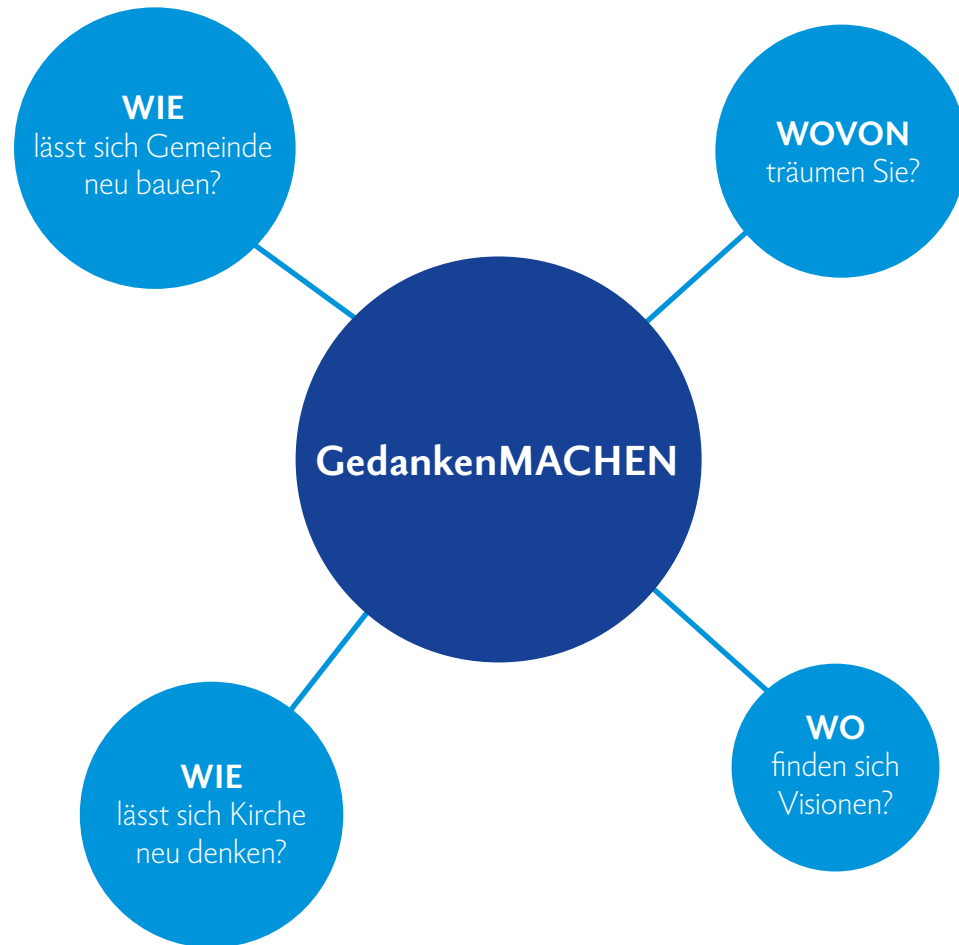 WIE
lässt sich Gemeinde
neu bauen?
WOVON
träumen Sie?
GedankenMACHEN
WIE
lässt sich Kirche
neu denken?
WO
finden sich
Visionen?